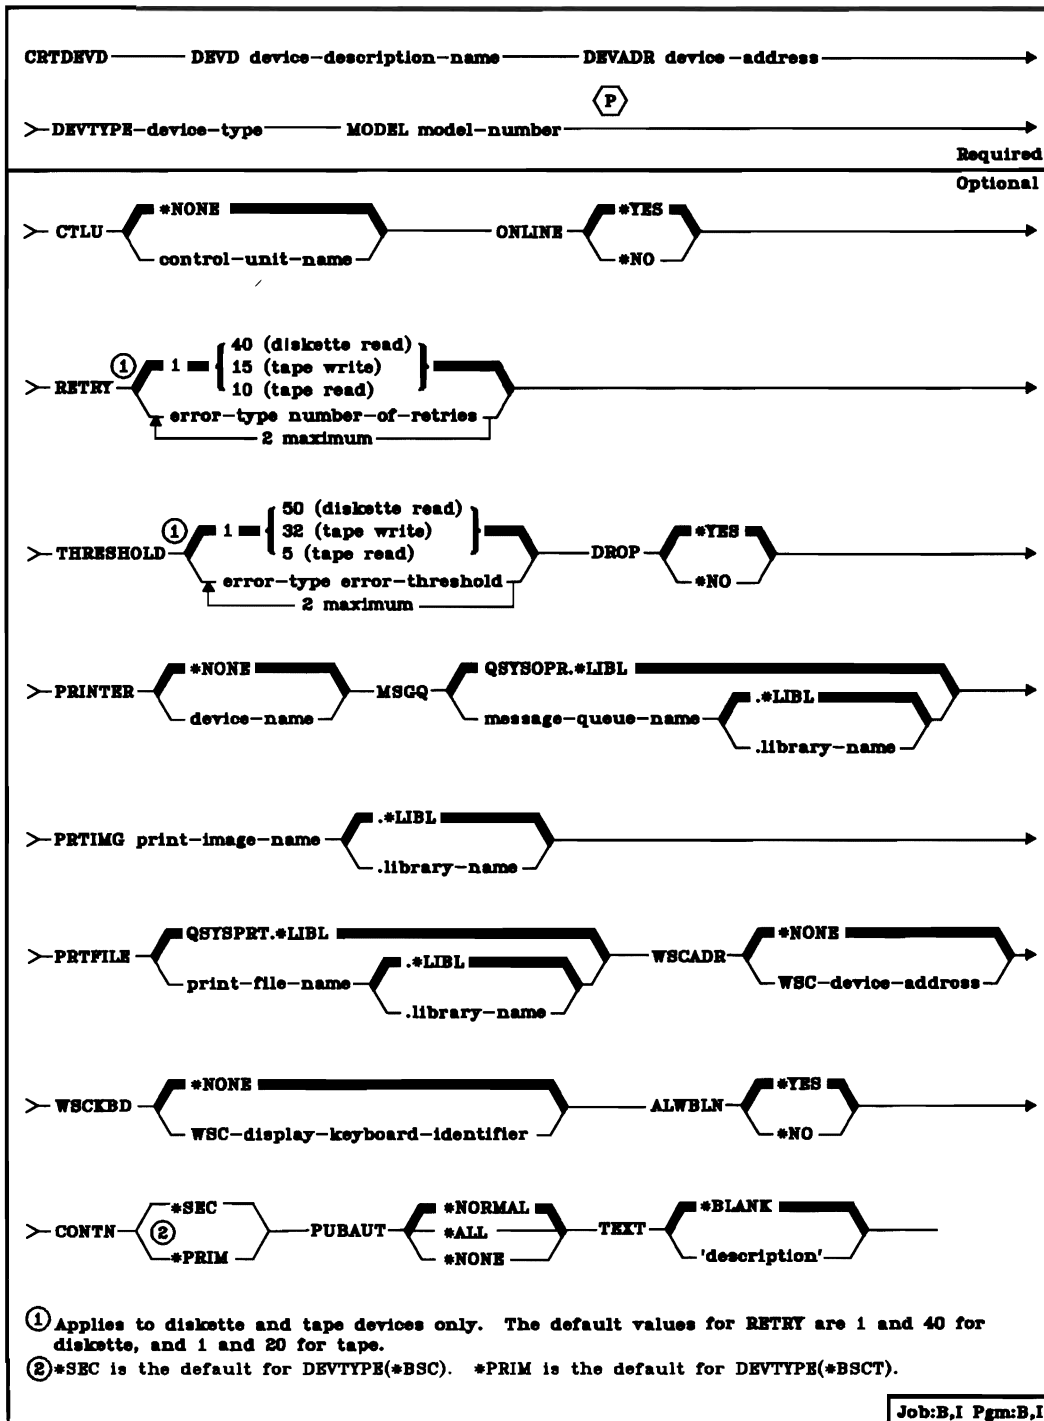 CRTDEVD DEVD device-description-name DEVADR device-address
P
DEVTYPE-device-type MODEL model-number
Required
Optional
*NONE *YES
CTLU ONLINE
control-unit-name *NO
40 (diskette read)
1 1 15 (tape write)
RETRY 10 (tape read)
error-type number-of-retries
2 maximum
50 (diskette read)
1 1 32 (tape write) *YES
THRESHOLD 5 (tape read) DROP
error-type error-threshold *NO
2 maximum
*NONE QSYSOPR.*LIBL
PRINTER MSGQ .*LIBL
device-name message-queue-name
.library-name
.*LIBL
PRTIMG print-image-name
.library-name
QSYSPRT.*LIBL *NONE
PRTFILE .*LIBL WSCADR
print-file-name WSC-device-address
.library-name
*NONE *YES
WSCKBD ALWBLN
WSC-display-keyboard-identifier *NO
*SEC *NORMAL *BLANK
CONTN 2 PUBAUT *ALL TEXT
*PRIM *NONE 'description'
1 Applies to diskette and tape devices only. The default values for RETRY are 1 and 40 for
diskette, and 1 and 20 for tape.
2 *SEC is the default for DEVTYPE(*BSC). *PRIM is the default for DEVTYPE(*BSCT).
Job:B,I Pgm:B,I